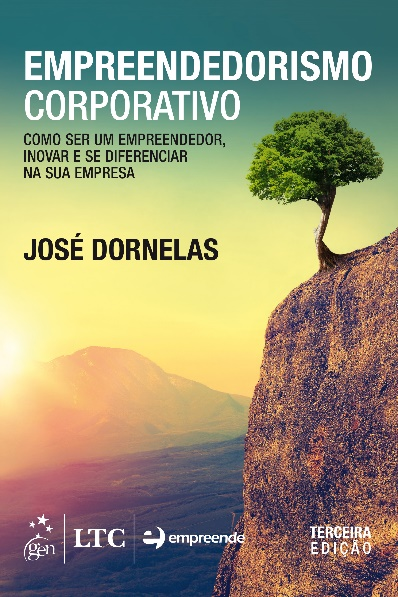 EMPREENDEDORISMO
CORPORATIVO
COMO SER UM EMPREENDEDOR,
INOVAR E SE DIFERENCIAR
NA SUA EMPRESA
JOSÉ DORNELAS
gen
LTC
empreende
TERCEIRA
EDIÇÃO